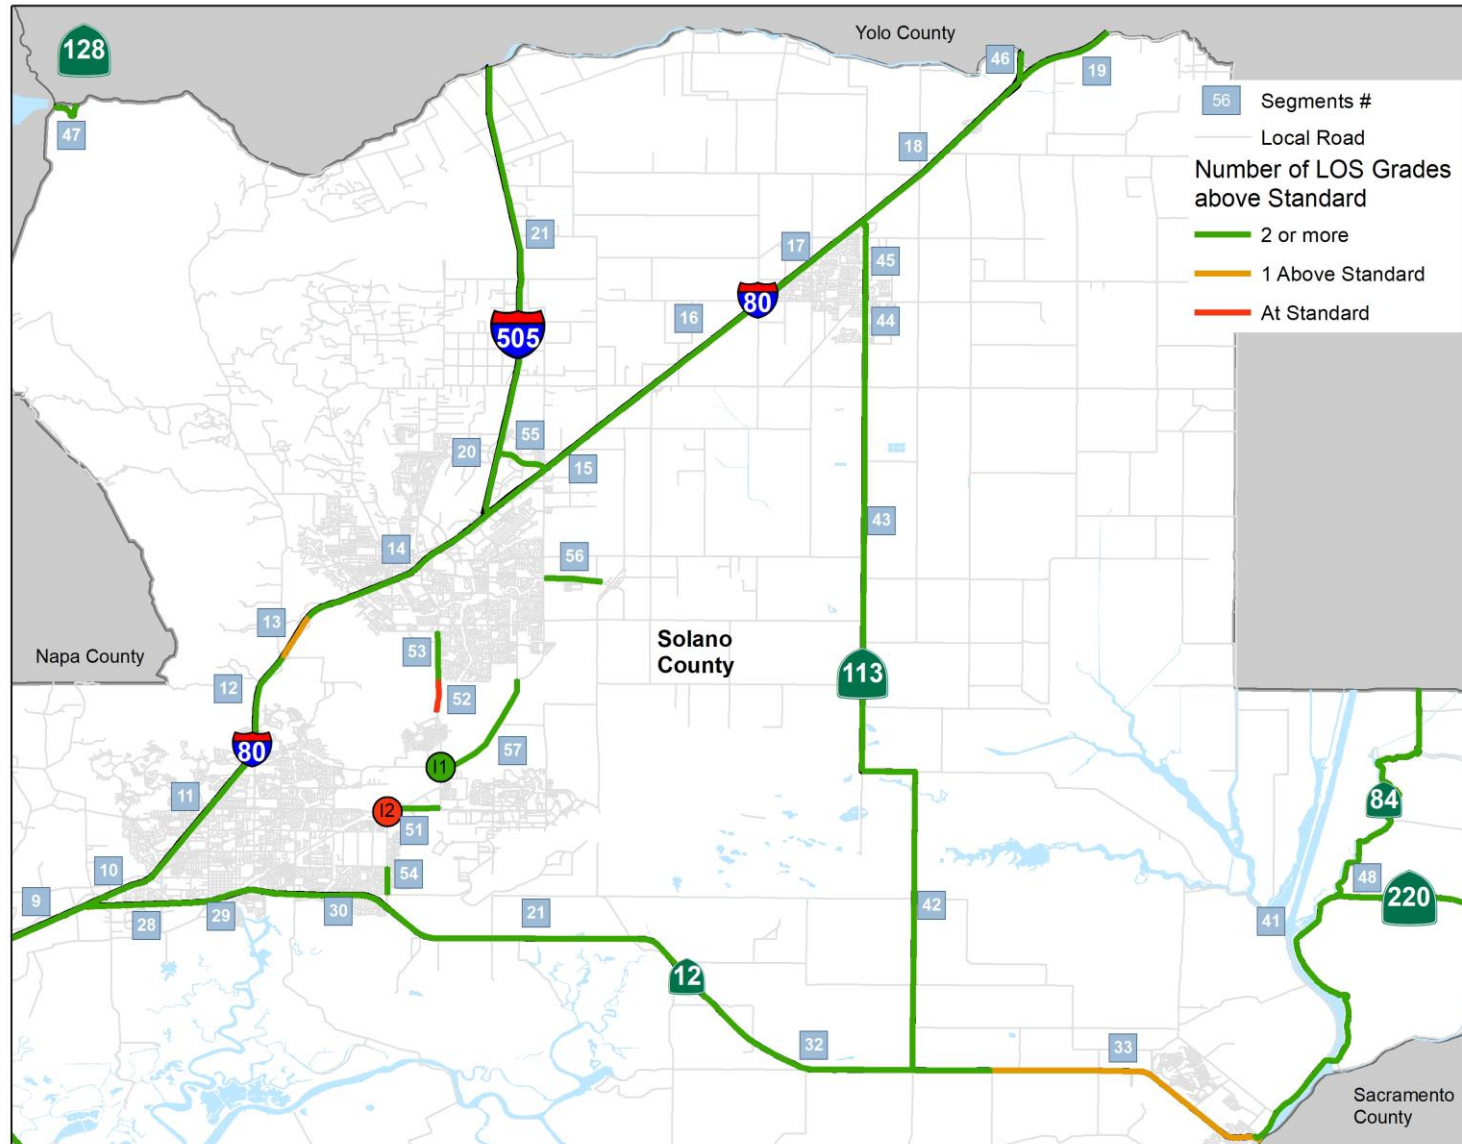 128
Yolo County
46
19
56 Segments #
47
Local Road
18
Number of LOS Grades
above Standard
21
17
2 or more
45
1 Above Standard
80
16
44
At Standard
505
55
20
15
43
14
56
13
Solano
County
53
Napa County
113
12
52
80
57
I1
11
84
I2
51
10
54
48
9
220
42
28
29
30
21
41
12
32
33
Sacramento
County